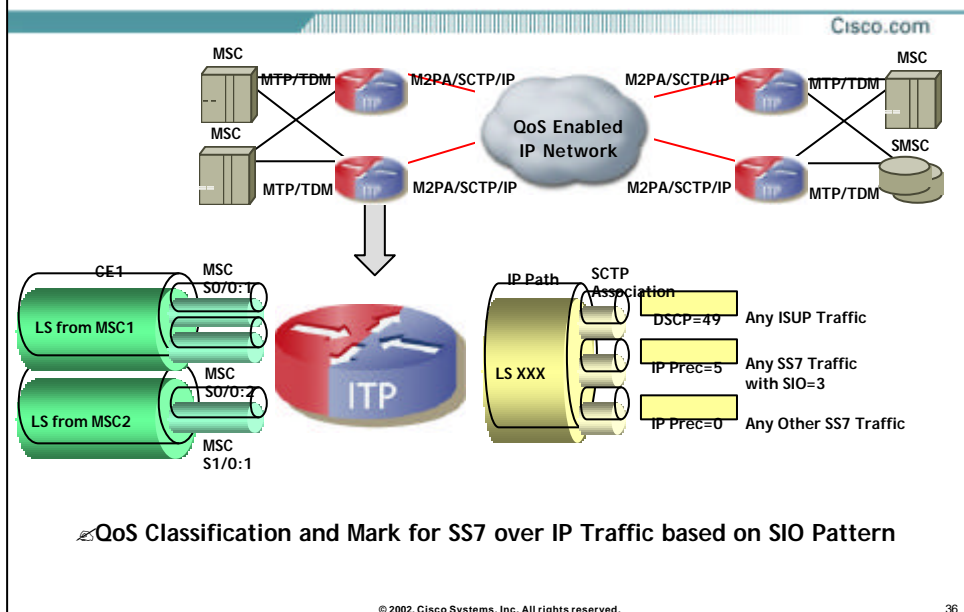 Cisco.com
MSC
MTP/TDM
M2PA/SCTP/IP
M2PA/SCTP/IP
MTP/TDM
MSC
ITP
ITP
QoS Enabled
IP Network
MSC
SMSC
MTP/TDM
M2PA/SCTP/IP
M2PA/SCTP/IP
MTP/TDM
ITP
ITP
CE1
MSC
S0/0:1
IP Path
SCTP
Association
LS from MSC1
DSCP=49
Any ISUP Traffic
MSC
S0/0:2
ITP
LS XXX
IP Prec=5
Any SS7 Traffic
with SIO=3
LS from MSC2
IP Prec=0
Any Other SS7 Traffic
MSC
S1/0:1
QoS Classification and Mark for SS7 over IP Traffic based on SIO Pattern
© 2002, Cisco Systems, Inc. All rights reserved.
36